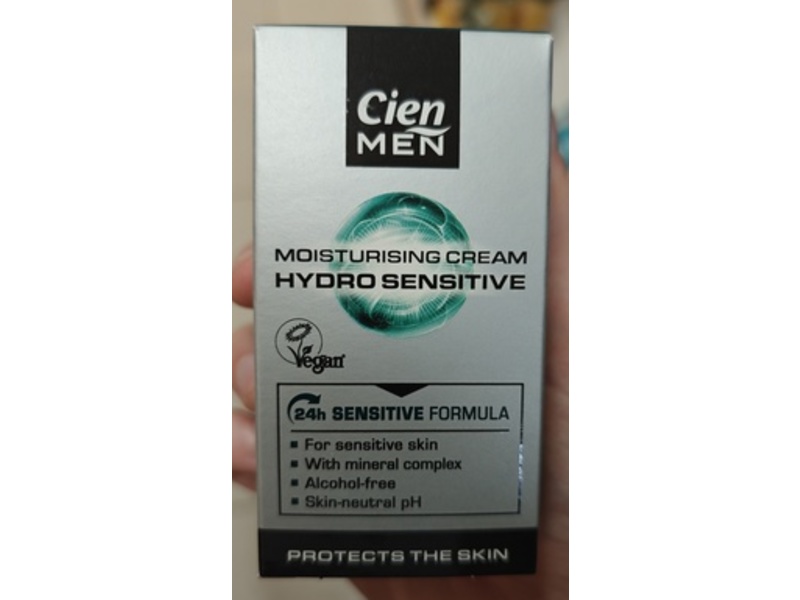 Cien
MEN
MOISTURISING CREAM
HYDRO SENSITIVE
Vegan
24h SENSITIVE FORMULA
▪ For sensitive skin
▪ With mineral complex
▪ Alcohol-free
▪ Skin-neutral pH
PROTECTS THE SKIN